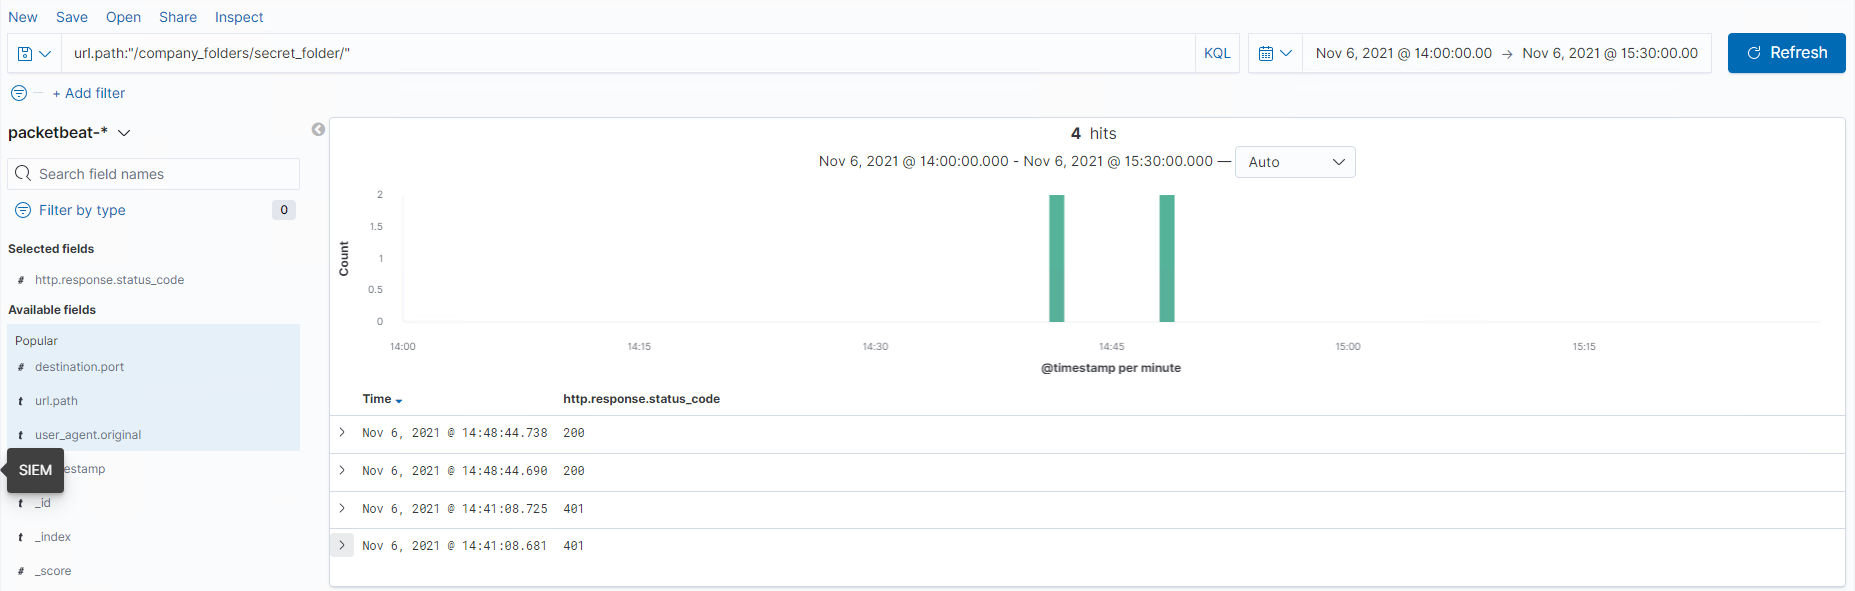 New Save Open Share Inspect
url.path:"/company_folders/secret_folder/" KQL Nov 6, 2021 @ 14:00:00.00 → Nov 6, 2021 @ 15:30:00.00 Refresh
+ Add filter
packetbeat-*
Search field names
Filter by type 0
Selected fields
# http.response.status_code
Available fields
Popular
# destination.port
t url.path
t user_agent.original
SIEM estamp
t _id
t _index
# _score
4 hits
Nov 6, 2021 @ 14:00:00.000 - Nov 6, 2021 @ 15:30:00.000 — Auto
2
1.5
1
0.5
0
Count
14:00 14:15 14:30 14:45 15:00 15:15
@timestamp per minute
Time http.response.status_code
Nov 6, 2021 @ 14:48:44.738 200
Nov 6, 2021 @ 14:48:44.690 200
Nov 6, 2021 @ 14:41:08.725 401
Nov 6, 2021 @ 14:41:08.681 401